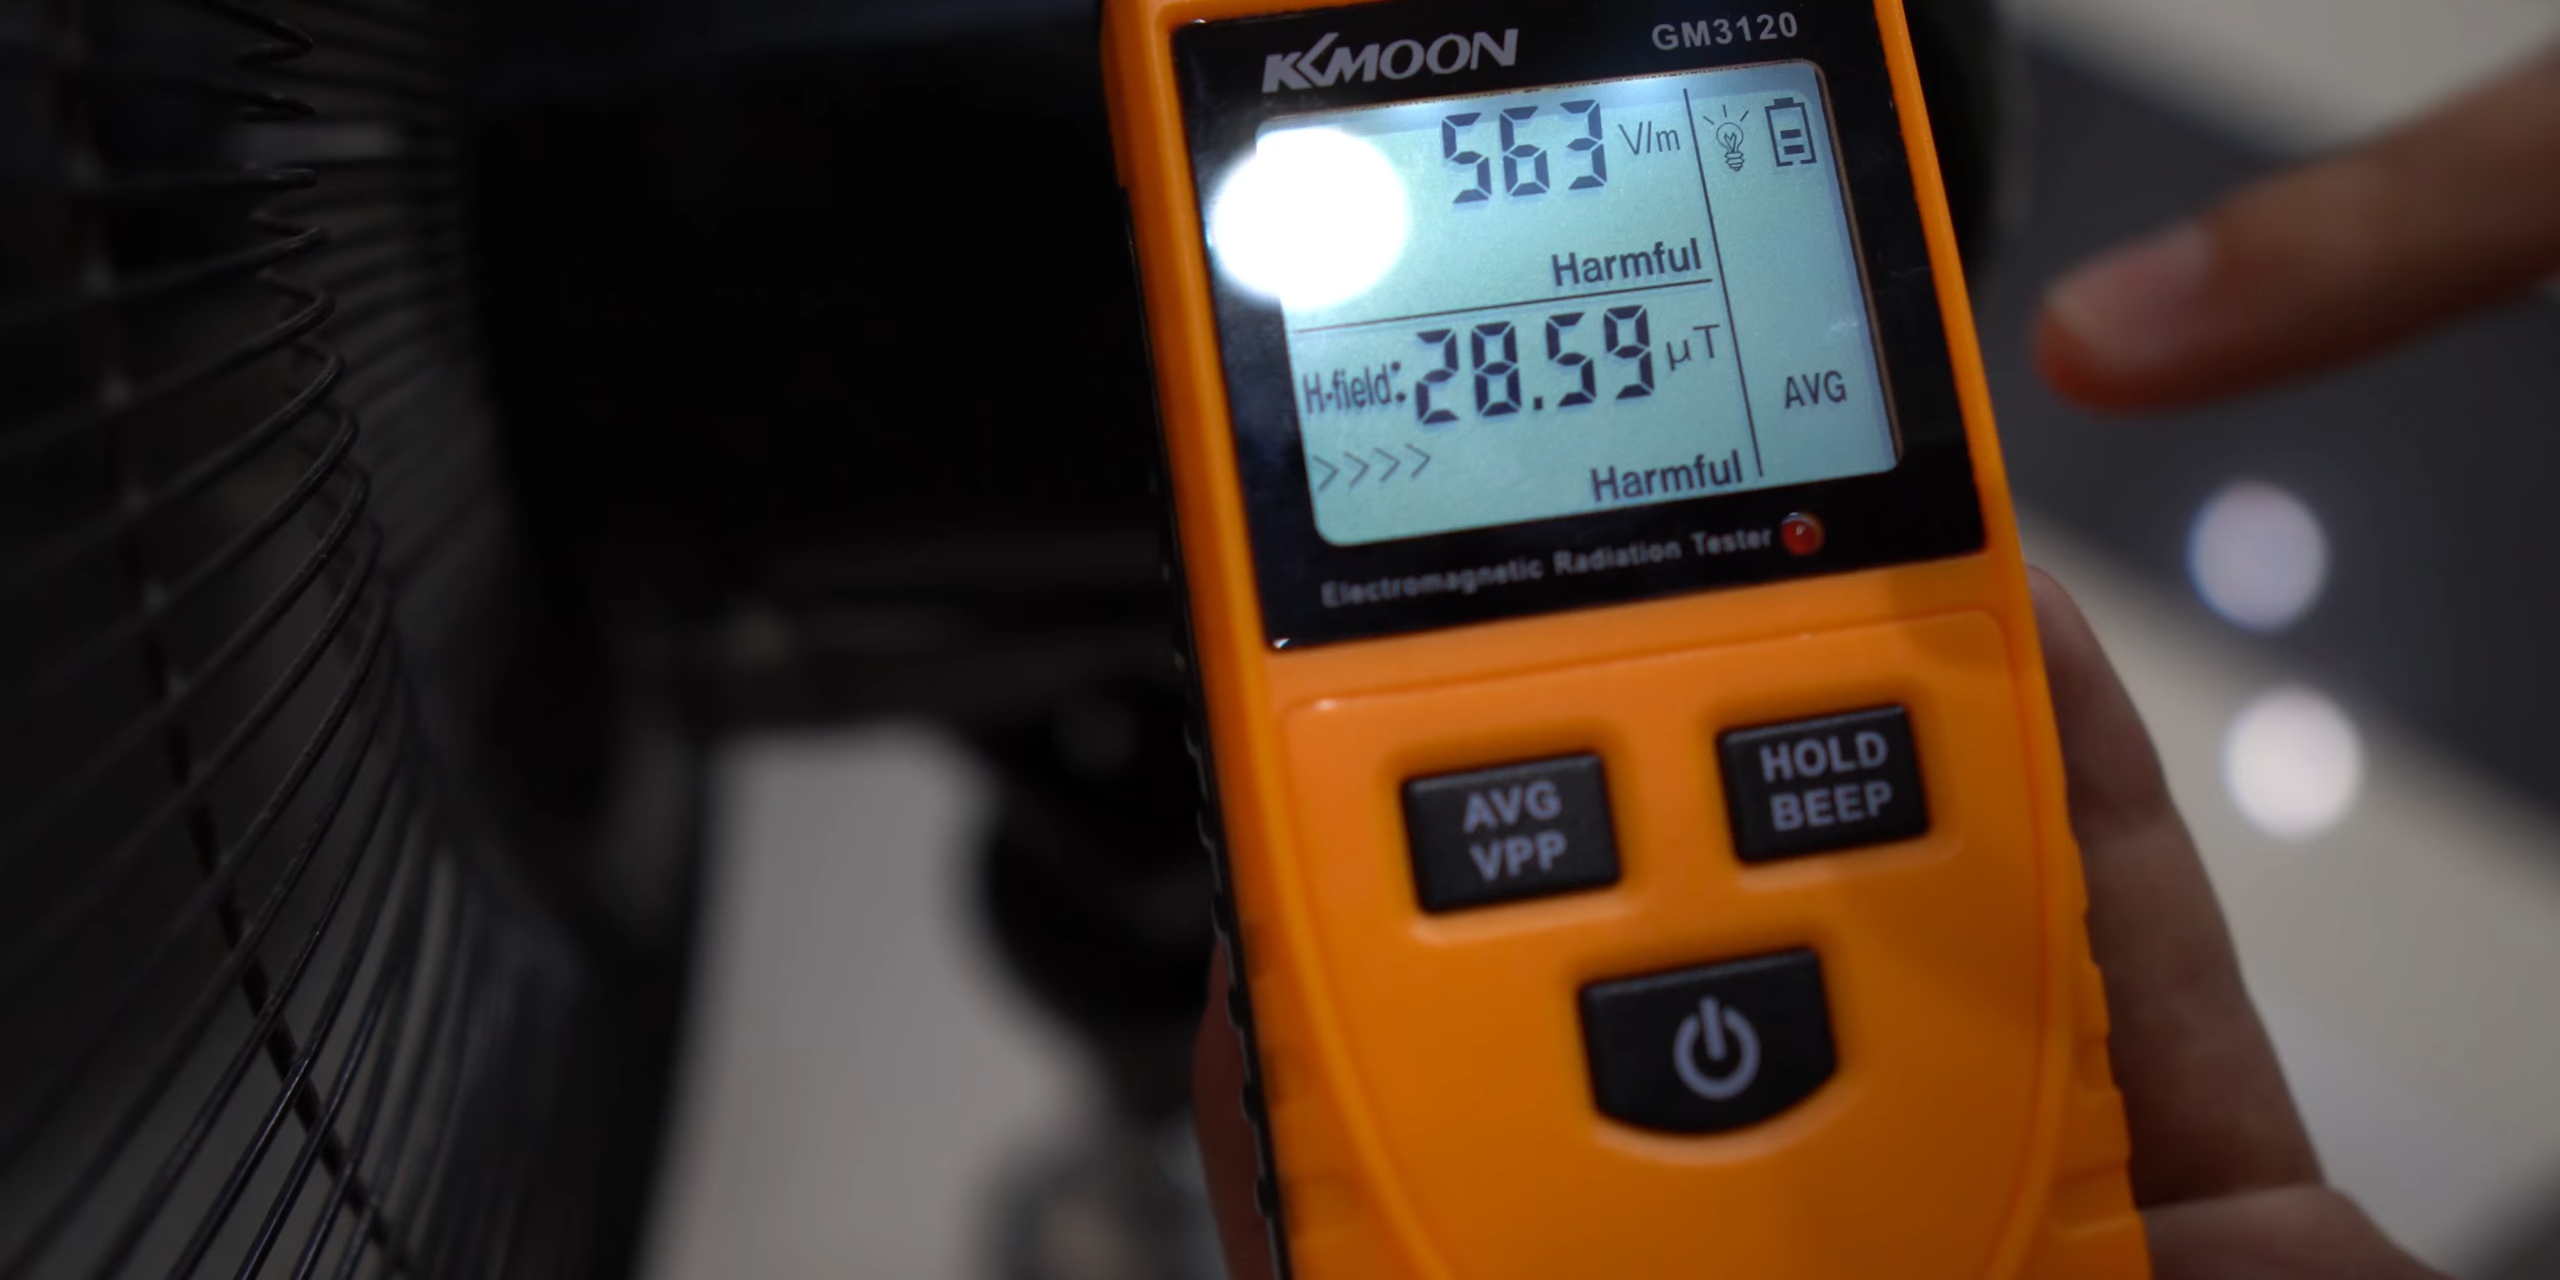 KKMOON
GM3120
563 V/m
Harmful
H-field: 28.59 µT
AVG
>>>>
Harmful
Electromagnetic Radiation Tester
AVG
VPP
HOLD
BEEP